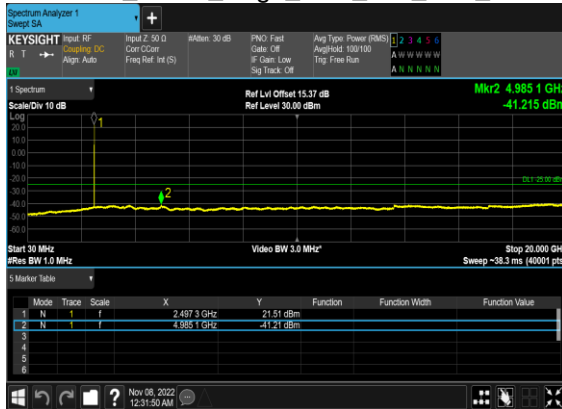 Spectrum Analyzer 1
Swept SA
+
KEYSIGHT Input: RF Input Z: 50 Ω #Atten: 30 dB PNO: Fast Avg Type: Power (RMS) 1 2 3 4 5 6
R T Coupling: DC Corr CCorr Gate: Off Avg|Hold: 100/100 A W W W W W
Align: Auto Freq Ref: Int (S) IF Gain: Low Trig: Free Run
Sig Track: Off A N N N N N
LXI
1 Spectrum Ref Lvl Offset 15.37 dB Mkr2 4.985 1 GHz
Scale/Div 10 dB Ref Level 30.00 dBm -41.215 dBm
Log
20.0
10.0
0.00
-10.0
-20.0
-30.0
-40.0
-50.0
-60.0
1
2
DL1 -25.00 dBm
Start 30 MHz Video BW 3.0 MHz* Stop 20.000 GHz
#Res BW 1.0 MHz Sweep ~38.3 ms (40001 pts)
5 Marker Table
Mode Trace Scale X Y Function Function Width Function Value
1 N 1 f 2.497 3 GHz 21.51 dBm
2 N 1 f 4.985 1 GHz -41.21 dBm
3
4
5
6
? Nov 08, 2022
12:31:50 AM